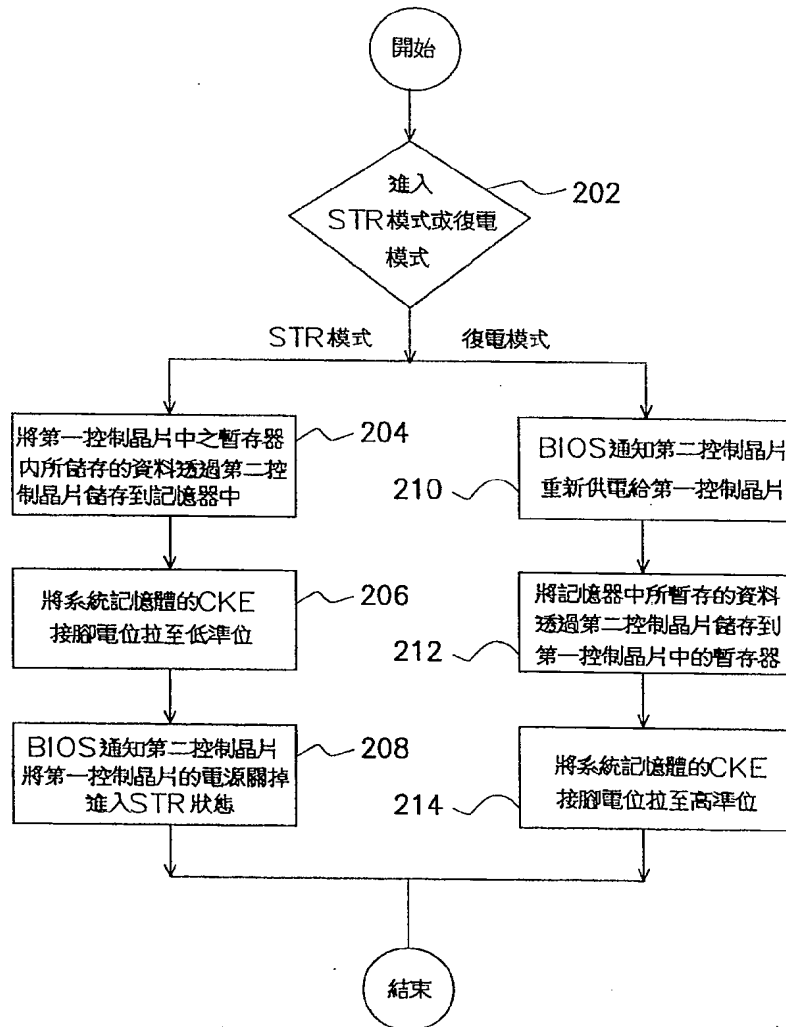 開始
進入
STR模式或復電
模式
202
STR模式
復電模式
將第一控制晶片中之暫存器
內所儲存的資料透過第二控
制晶片儲存到記憶器中
204
將系統記憶體的CKE
接腳電位拉至低準位
206
BIOS通知第二控制晶片
將第一控制晶片的電源關掉
進入STR狀態
208
BIOS通知第二控制晶片
重新供電給第一控制晶片
210
將記憶器中所暫存的資料
透過第二控制晶片儲存到
第一控制晶片中的暫存器
212
將系統記憶體的CKE
接腳電位拉至高準位
214
結束